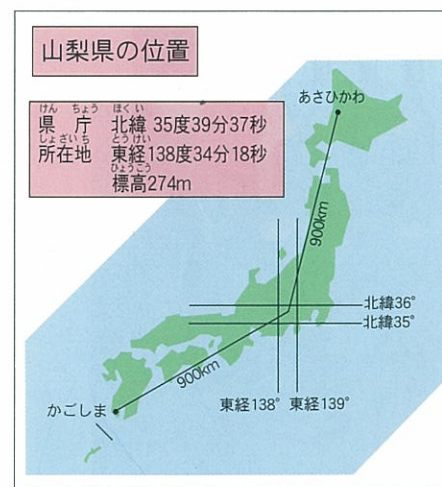 山梨県の位置
けん ちょう ほくい
県 庁 北緯 35度39分37秒
しょざいち とうけい
所在地 東経138度34分18秒
ひょうこう
標高274m
あさひかわ
900km
北緯36°
北緯35°
900km
かごしま
東経138° 東経139°